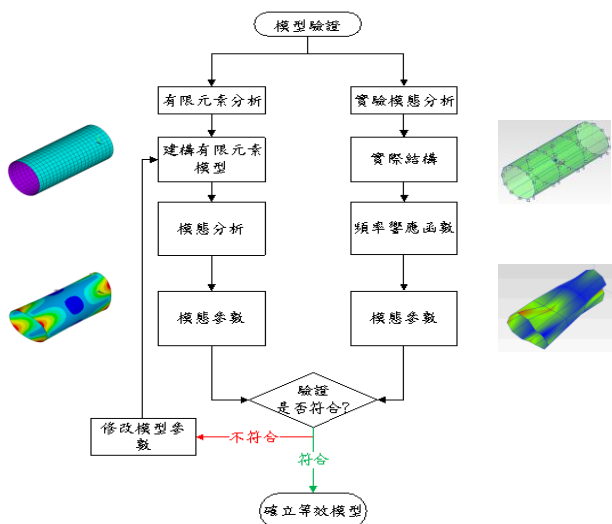 模型驗證
有限元素分析
實驗模態分析
建構有限元素
模型
實際結構
模態分析
頻率響應函數
模態參數
模態參數
驗證
是否符合?
修改模型參
數
不符合
符合
確立等效模型